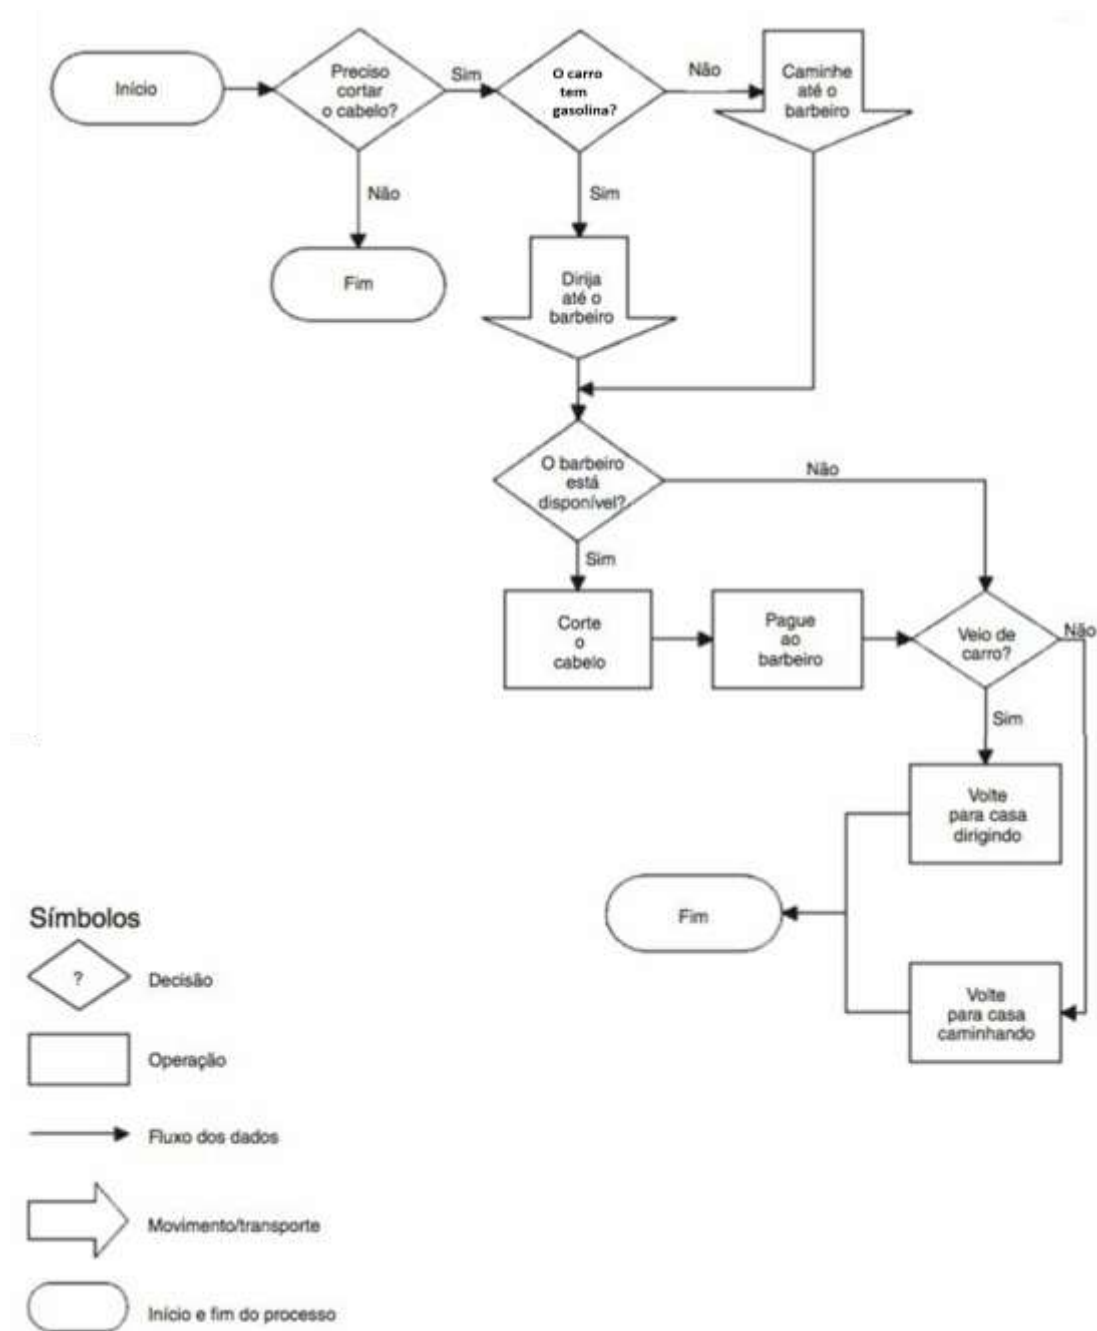 Início
Preciso
cortar
o cabelo?
Sim
O carro
tem
gasolina?
Não
Caminhe
até o
barbeiro
Não
Sim
Fim
Dirija
até o
barbeiro
O barbeiro
está
disponível?
Não
Sim
Corte
o
cabelo
Pague
ao
barbeiro
Veio de
carro?
Não
Sim
Volte
para casa
dirigindo
Fim
Volte
para casa
caminhando
Símbolos
?
Decisão
Operação
Fluxo dos dados
Movimento/transporte
Início e fim do processo